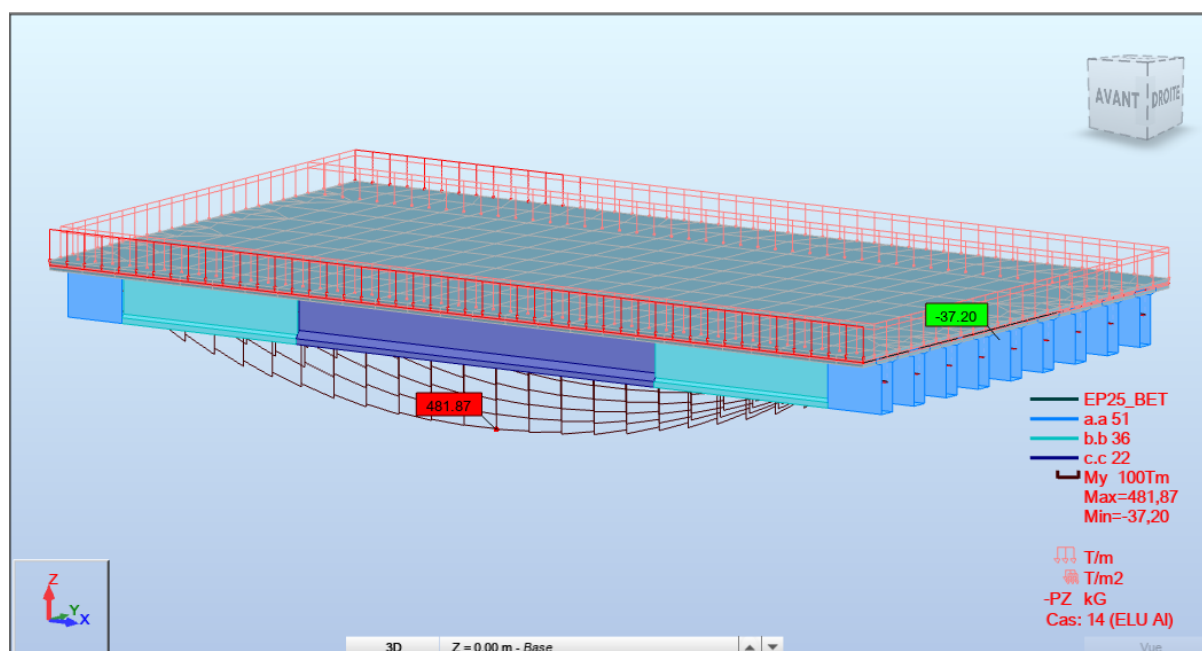 AVANT
DROITE
-37.20
481.87
EP25_BET
a.a 51
b.b 36
c.c 22
My 100Tm
Max=481,87
Min=-37,20
T/m
T/m2
-PZ kG
Cas: 14 (ELU Al)
Z
Y
X
3D Z = 0.00 m - Base
Vue